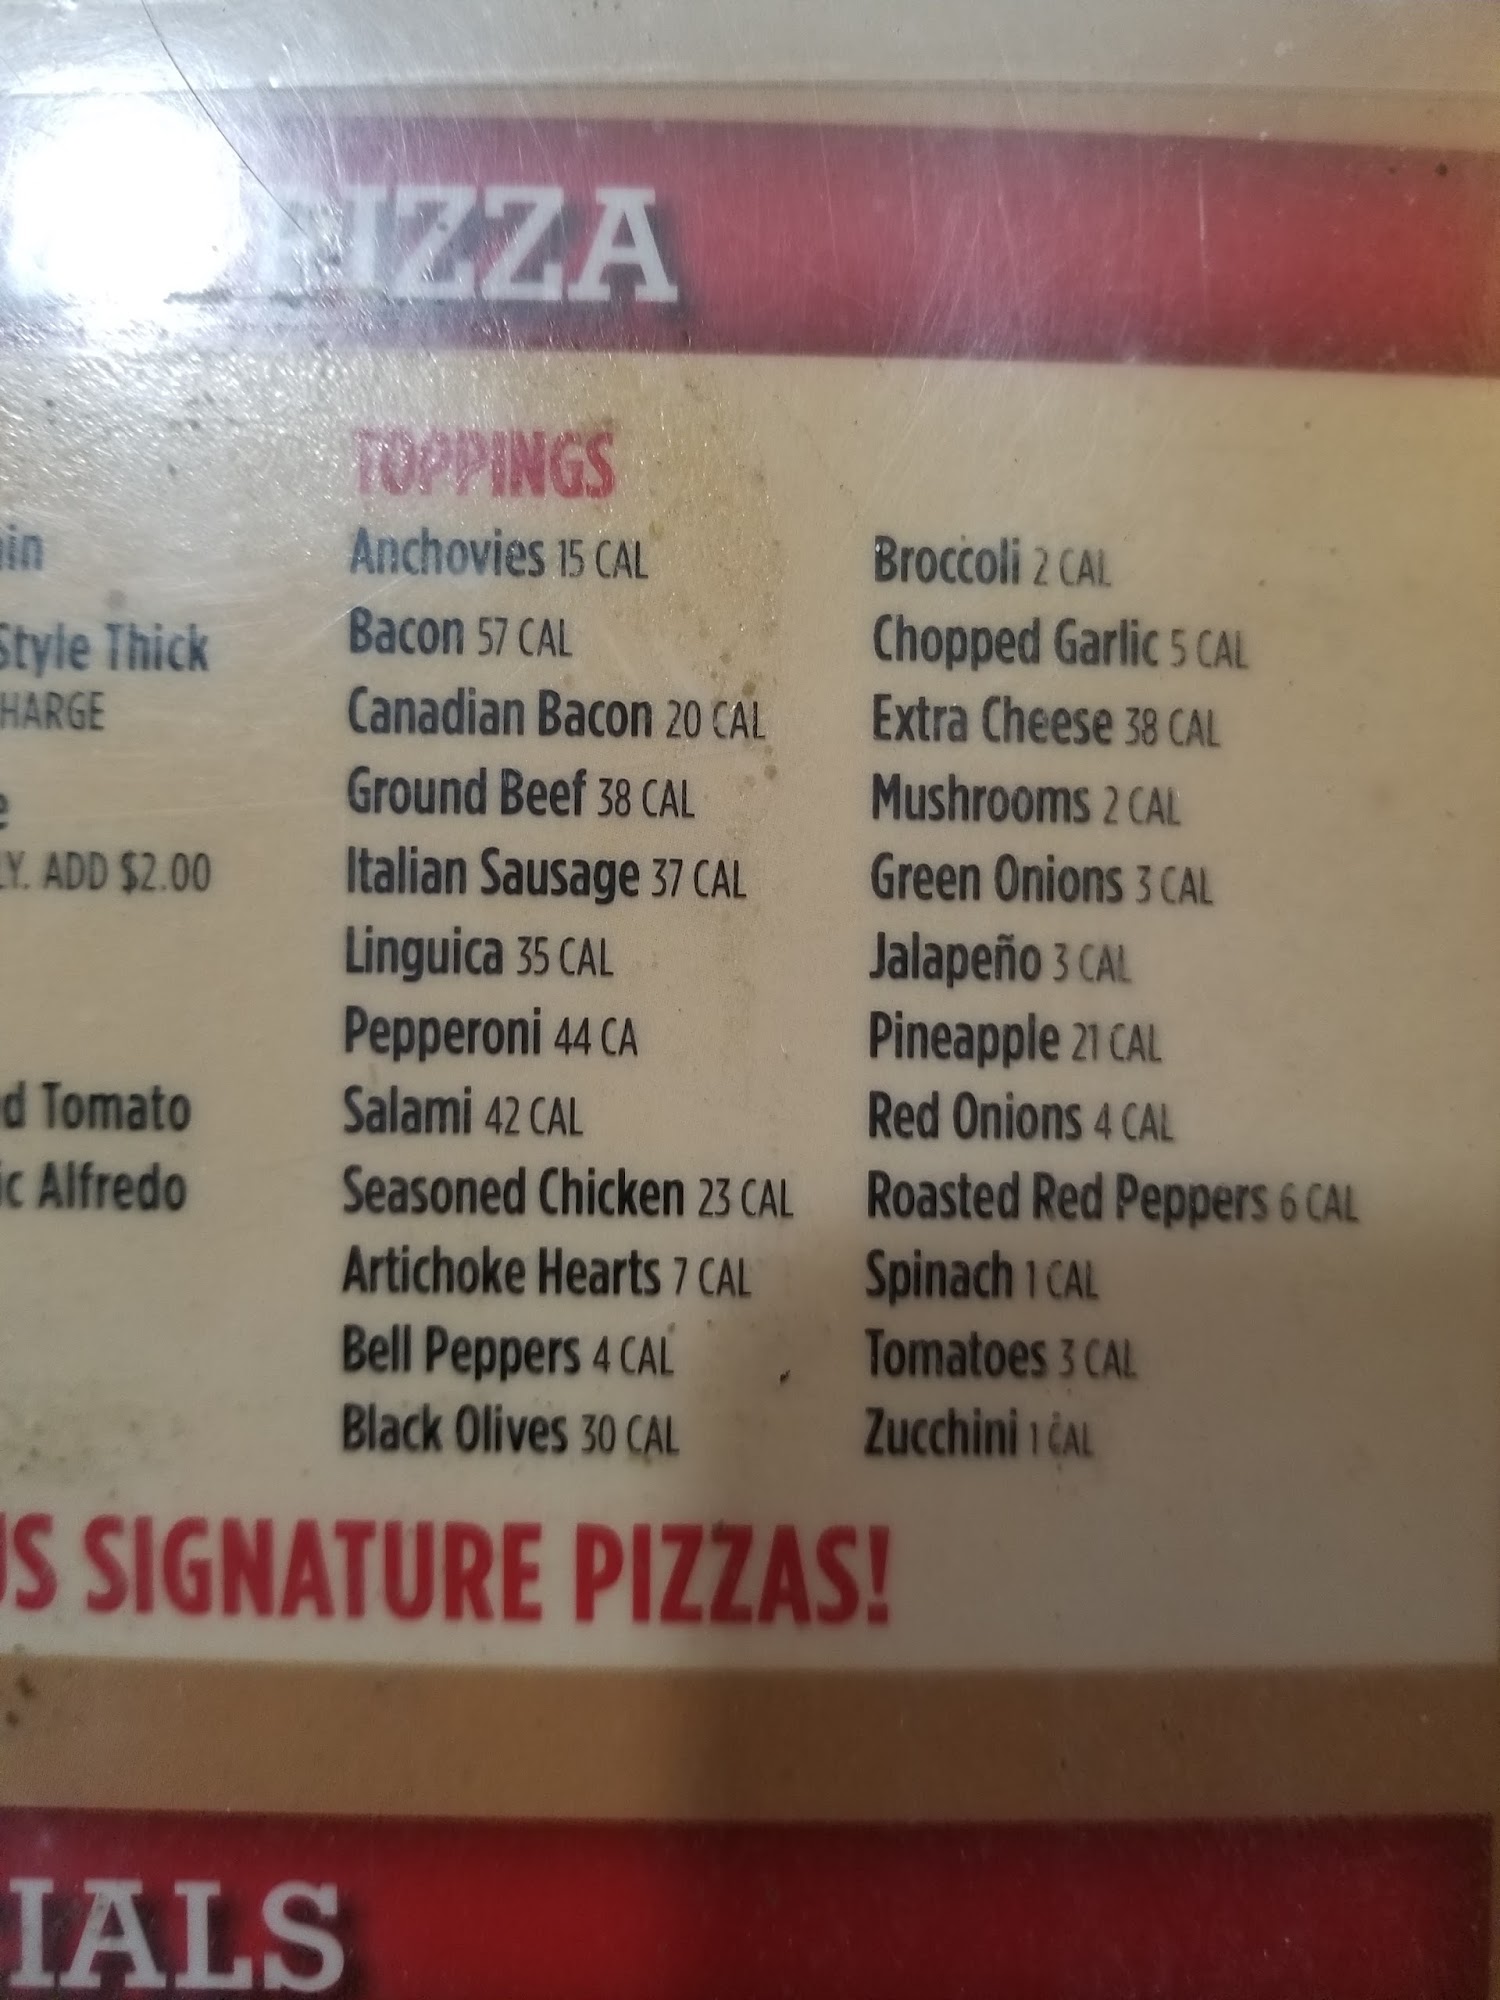 PIZZA
Style Thick
HARGE
LY. ADD $2.00
d Tomato
ic Alfredo
TOPPINGS
Anchovies 15 CAL
Bacon 57 CAL
Canadian Bacon 20 CAL
Ground Beef 38 CAL
Italian Sausage 37 CAL
Linguica 35 CAL
Pepperoni 44 CA
Salami 42 CAL
Seasoned Chicken 23 CAL
Artichoke Hearts 7 CAL
Bell Peppers 4 CAL
Black Olives 30 CAL
Broccoli 2 CAL
Chopped Garlic 5 CAL
Extra Cheese 38 CAL
Mushrooms 2 CAL
Green Onions 3 CAL
Jalapeño 3 CAL
Pineapple 21 CAL
Red Onions 4 CAL
Roasted Red Peppers 6 CAL
Spinach 1 CAL
Tomatoes 3 CAL
Zucchini 1 CAL
US SIGNATURE PIZZAS!
IALS